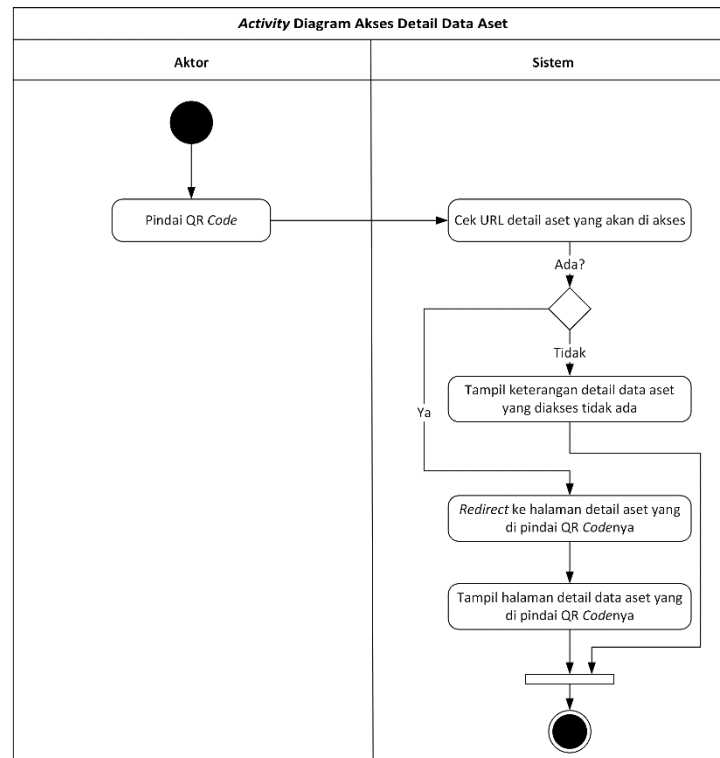 Activity Diagram Akses Detail Data Aset
Aktor
Sistem
Pindai QR Code
Cek URL detail aset yang akan di akses
Ada?
Tidak
Ya
Tampil keterangan detail data aset
yang diakses tidak ada
Redirect ke halaman detail aset yang
di pindai QR Codenya
Tampil halaman detail data aset yang
di pindai QR Codenya